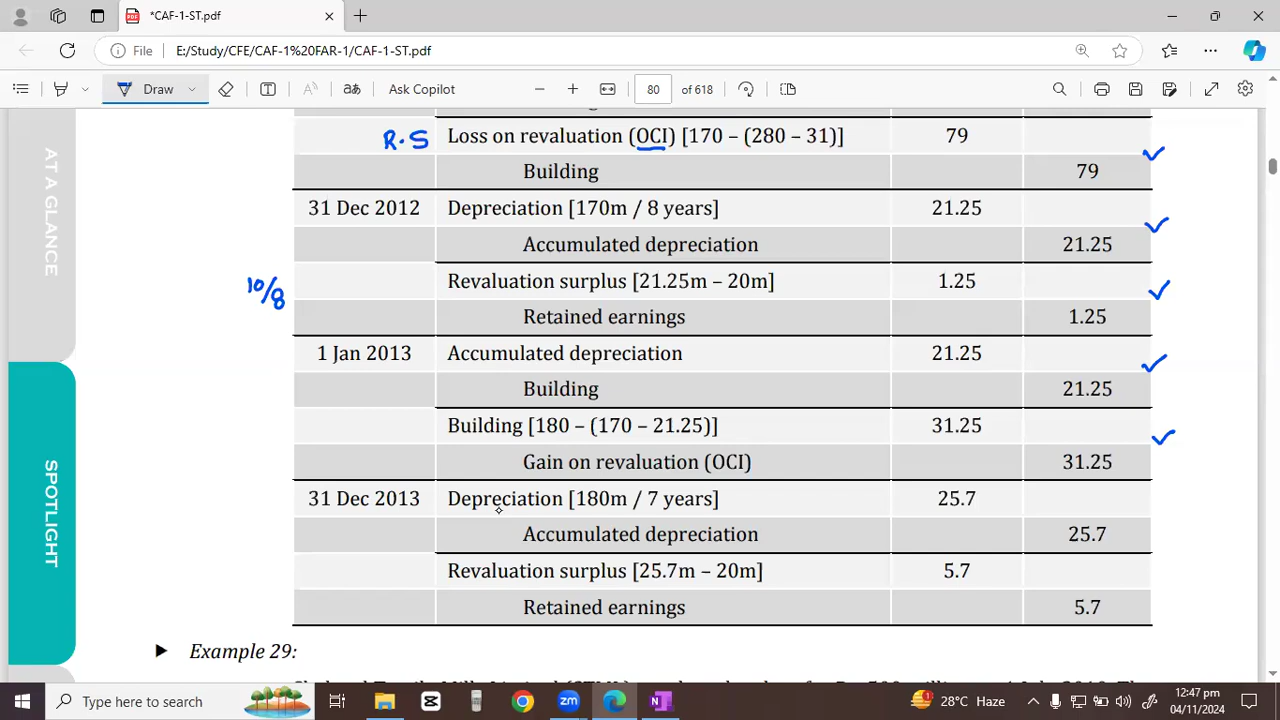 *CAF-1-ST.pdf
File E:/Study/CFE/CAF-1%20FAR-1/CAF-1-ST.pdf
Draw Ask Copilot 80 of 618
AT A GLANCE
SPOTLIGHT
R.S Loss on revaluation (OCI) [170 – (280 – 31)] 79
Building 79
31 Dec 2012 Depreciation [170m / 8 years] 21.25
Accumulated depreciation 21.25
10/8 Revaluation surplus [21.25m – 20m] 1.25
Retained earnings 1.25
1 Jan 2013 Accumulated depreciation 21.25
Building 21.25
Building [180 – (170 – 21.25)] 31.25
Gain on revaluation (OCI) 31.25
31 Dec 2013 Depreciation [180m / 7 years] 25.7
Accumulated depreciation 25.7
Revaluation surplus [25.7m – 20m] 5.7
Retained earnings 5.7
Example 29:
Type here to search
28°C Haze
12:47 pm
04/11/2024